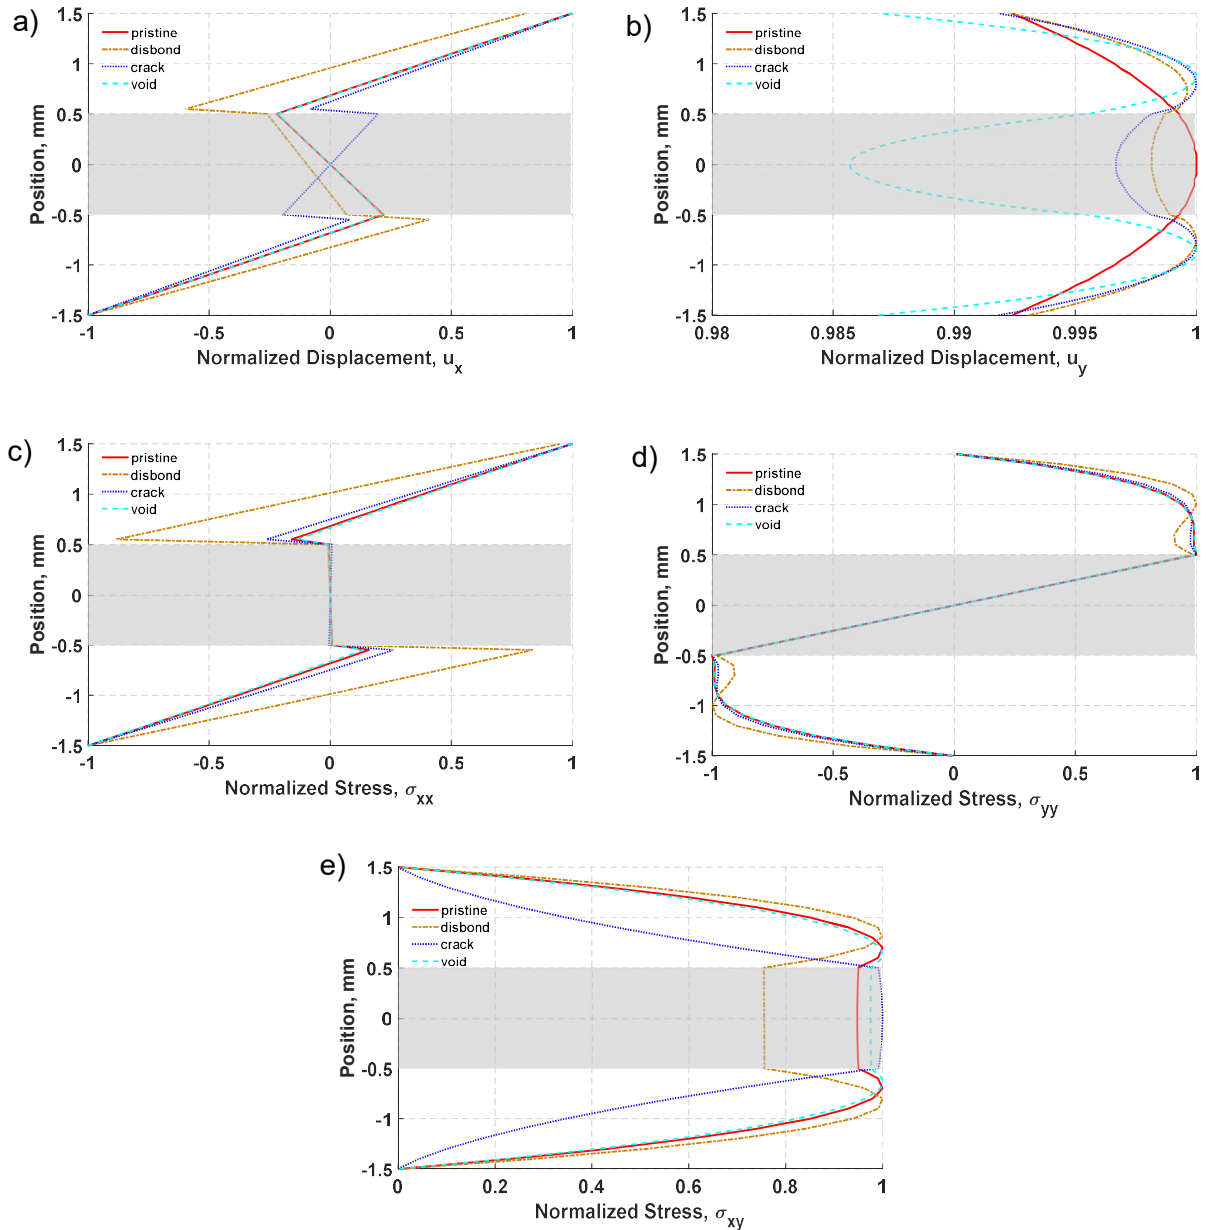 a)
pristine
disbond
crack
void
1.5
1
0.5
0
-0.5
-1
-1.5
Position, mm
-1 -0.5 0 0.5 1
Normalized Displacement, u_x
b)
pristine
disbond
crack
void
1.5
1
0.5
0
-0.5
-1
-1.5
Position, mm
0.98 0.985 0.99 0.995 1
Normalized Displacement, u_y
c)
pristine
disbond
crack
void
1.5
1
0.5
0
-0.5
-1
-1.5
Position, mm
-1 -0.5 0 0.5 1
Normalized Stress, σ_xx
d)
pristine
disbond
crack
void
1.5
1
0.5
0
-0.5
-1
-1.5
Position, mm
-1 -0.5 0 0.5 1
Normalized Stress, σ_yy
e)
pristine
disbond
crack
void
1.5
1
0.5
0
-0.5
-1
-1.5
Position, mm
0 0.2 0.4 0.6 0.8 1
Normalized Stress, σ_xy